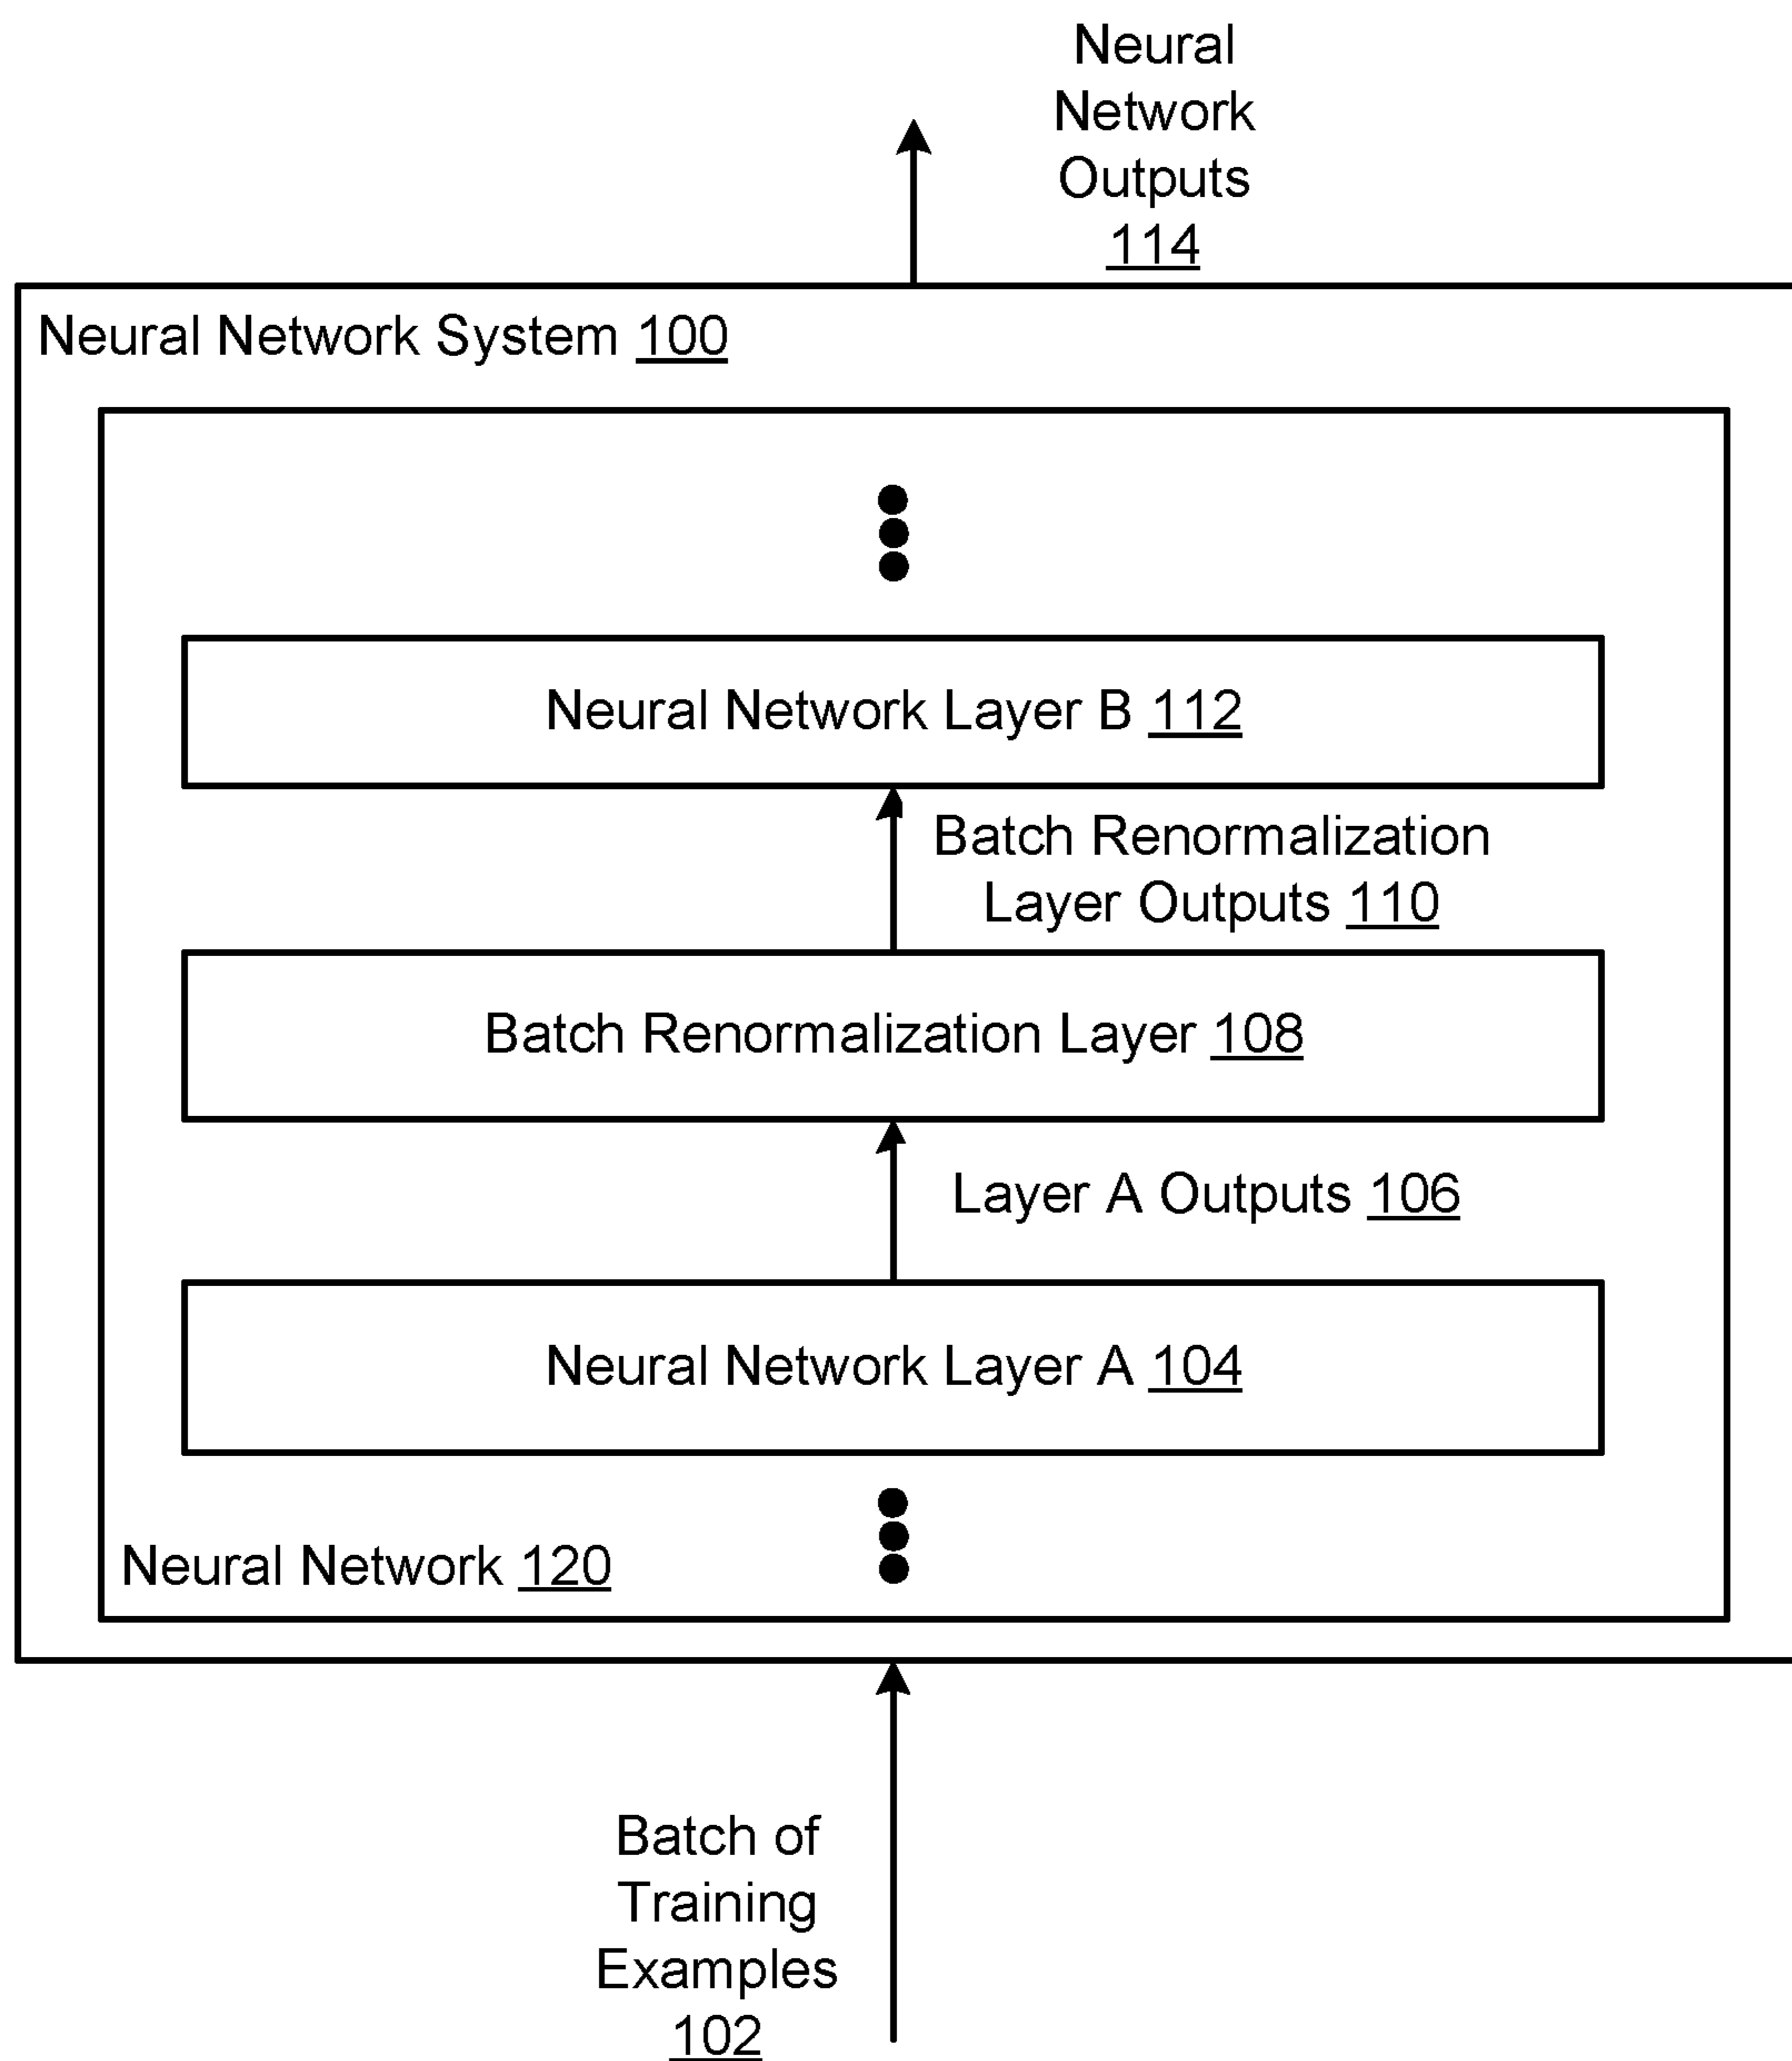 Neural
Network
Outputs
114
Neural Network System 100
Neural Network Layer B 112
Batch Renormalization
Layer Outputs 110
Batch Renormalization Layer 108
Layer A Outputs 106
Neural Network Layer A 104
Neural Network 120
Batch of
Training
Examples
102